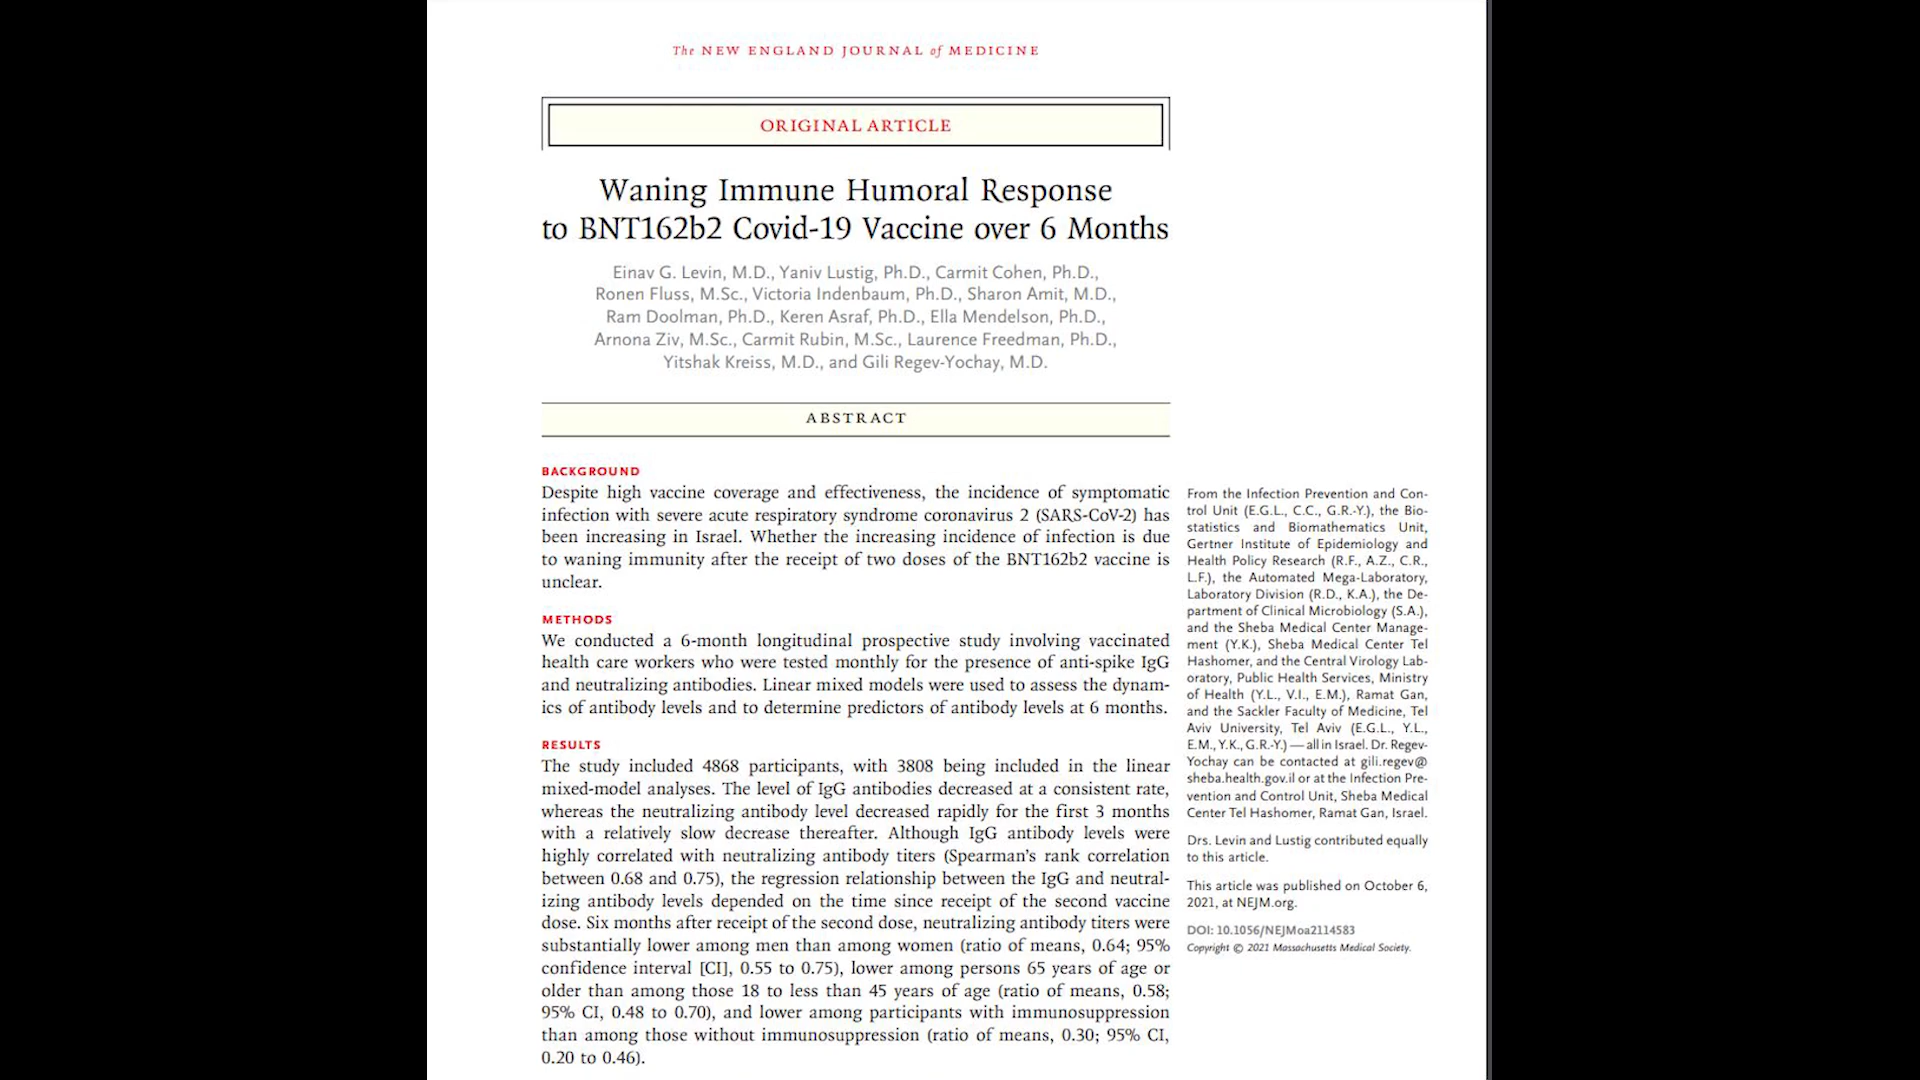 The NEW ENGLAND JOURNAL of MEDICINE
ORIGINAL ARTICLE
Waning Immune Humoral Response
to BNT162b2 Covid-19 Vaccine over 6 Months
Einav G. Levin, M.D., Yaniv Lustig, Ph.D., Carmit Cohen, Ph.D.,
Ronen Fluss, M.Sc., Victoria Indenbaum, Ph.D., Sharon Amit, M.D.,
Ram Doolman, Ph.D., Keren Asraf, Ph.D., Ella Mendelson, Ph.D.,
Arnona Ziv, M.Sc., Carmit Rubin, M.Sc., Laurence Freedman, Ph.D.,
Yitshak Kreiss, M.D., and Gili Regev-Yochay, M.D.
ABSTRACT
BACKGROUND
Despite high vaccine coverage and effectiveness, the incidence of symptomatic
infection with severe acute respiratory syndrome coronavirus 2 (SARS-CoV-2) has
been increasing in Israel. Whether the increasing incidence of infection is due
to waning immunity after the receipt of two doses of the BNT162b2 vaccine is
unclear.
METHODS
We conducted a 6-month longitudinal prospective study involving vaccinated
health care workers who were tested monthly for the presence of anti-spike IgG
and neutralizing antibodies. Linear mixed models were used to assess the dynam-
ics of antibody levels and to determine predictors of antibody levels at 6 months.
RESULTS
The study included 4868 participants, with 3808 being included in the linear
mixed-model analyses. The level of IgG antibodies decreased at a consistent rate,
whereas the neutralizing antibody level decreased rapidly for the first 3 months
with a relatively slow decrease thereafter. Although IgG antibody levels were
highly correlated with neutralizing antibody titers (Spearman's rank correlation
between 0.68 and 0.75), the regression relationship between the IgG and neutral-
izing antibody levels depended on the time since receipt of the second vaccine
dose. Six months after receipt of the second dose, neutralizing antibody titers were
substantially lower among men than among women (ratio of means, 0.64; 95%
confidence interval [CI], 0.55 to 0.75), lower among persons 65 years of age or
older than among those 18 to less than 45 years of age (ratio of means, 0.58;
95% CI, 0.48 to 0.70), and lower among participants with immunosuppression
than among those without immunosuppression (ratio of means, 0.30; 95% CI,
0.20 to 0.46).
From the Infection Prevention and Con-
trol Unit (E.G.L., C.C., G.R.-Y.), the Bio-
statistics and Biomathematics Unit,
Gertner Institute of Epidemiology and
Health Policy Research (R.F., A.Z., C.R.,
L.F.), the Automated Mega-Laboratory,
Laboratory Division (R.D., K.A.), the De-
partment of Clinical Microbiology (S.A.),
and the Sheba Medical Center Manage-
ment (Y.K.), Sheba Medical Center Tel
Hashomer, and the Central Virology Lab-
oratory, Public Health Services, Ministry
of Health (Y.L., V.I., E.M.), Ramat Gan,
and the Sackler Faculty of Medicine, Tel
Aviv University, Tel Aviv (E.G.L., Y.L.,
E.M., Y.K., G.R.-Y.) — all in Israel. Dr. Regev-
Yochay can be contacted at gili.regev@
sheba.health.gov.il or at the Infection Pre-
vention and Control Unit, Sheba Medical
Center Tel Hashomer, Ramat Gan, Israel.
Drs. Levin and Lustig contributed equally
to this article.
This article was published on October 6,
2021, at NEJM.org.
DOI: 10.1056/NEJMoa2114583
Copyright © 2021 Massachusetts Medical Society.